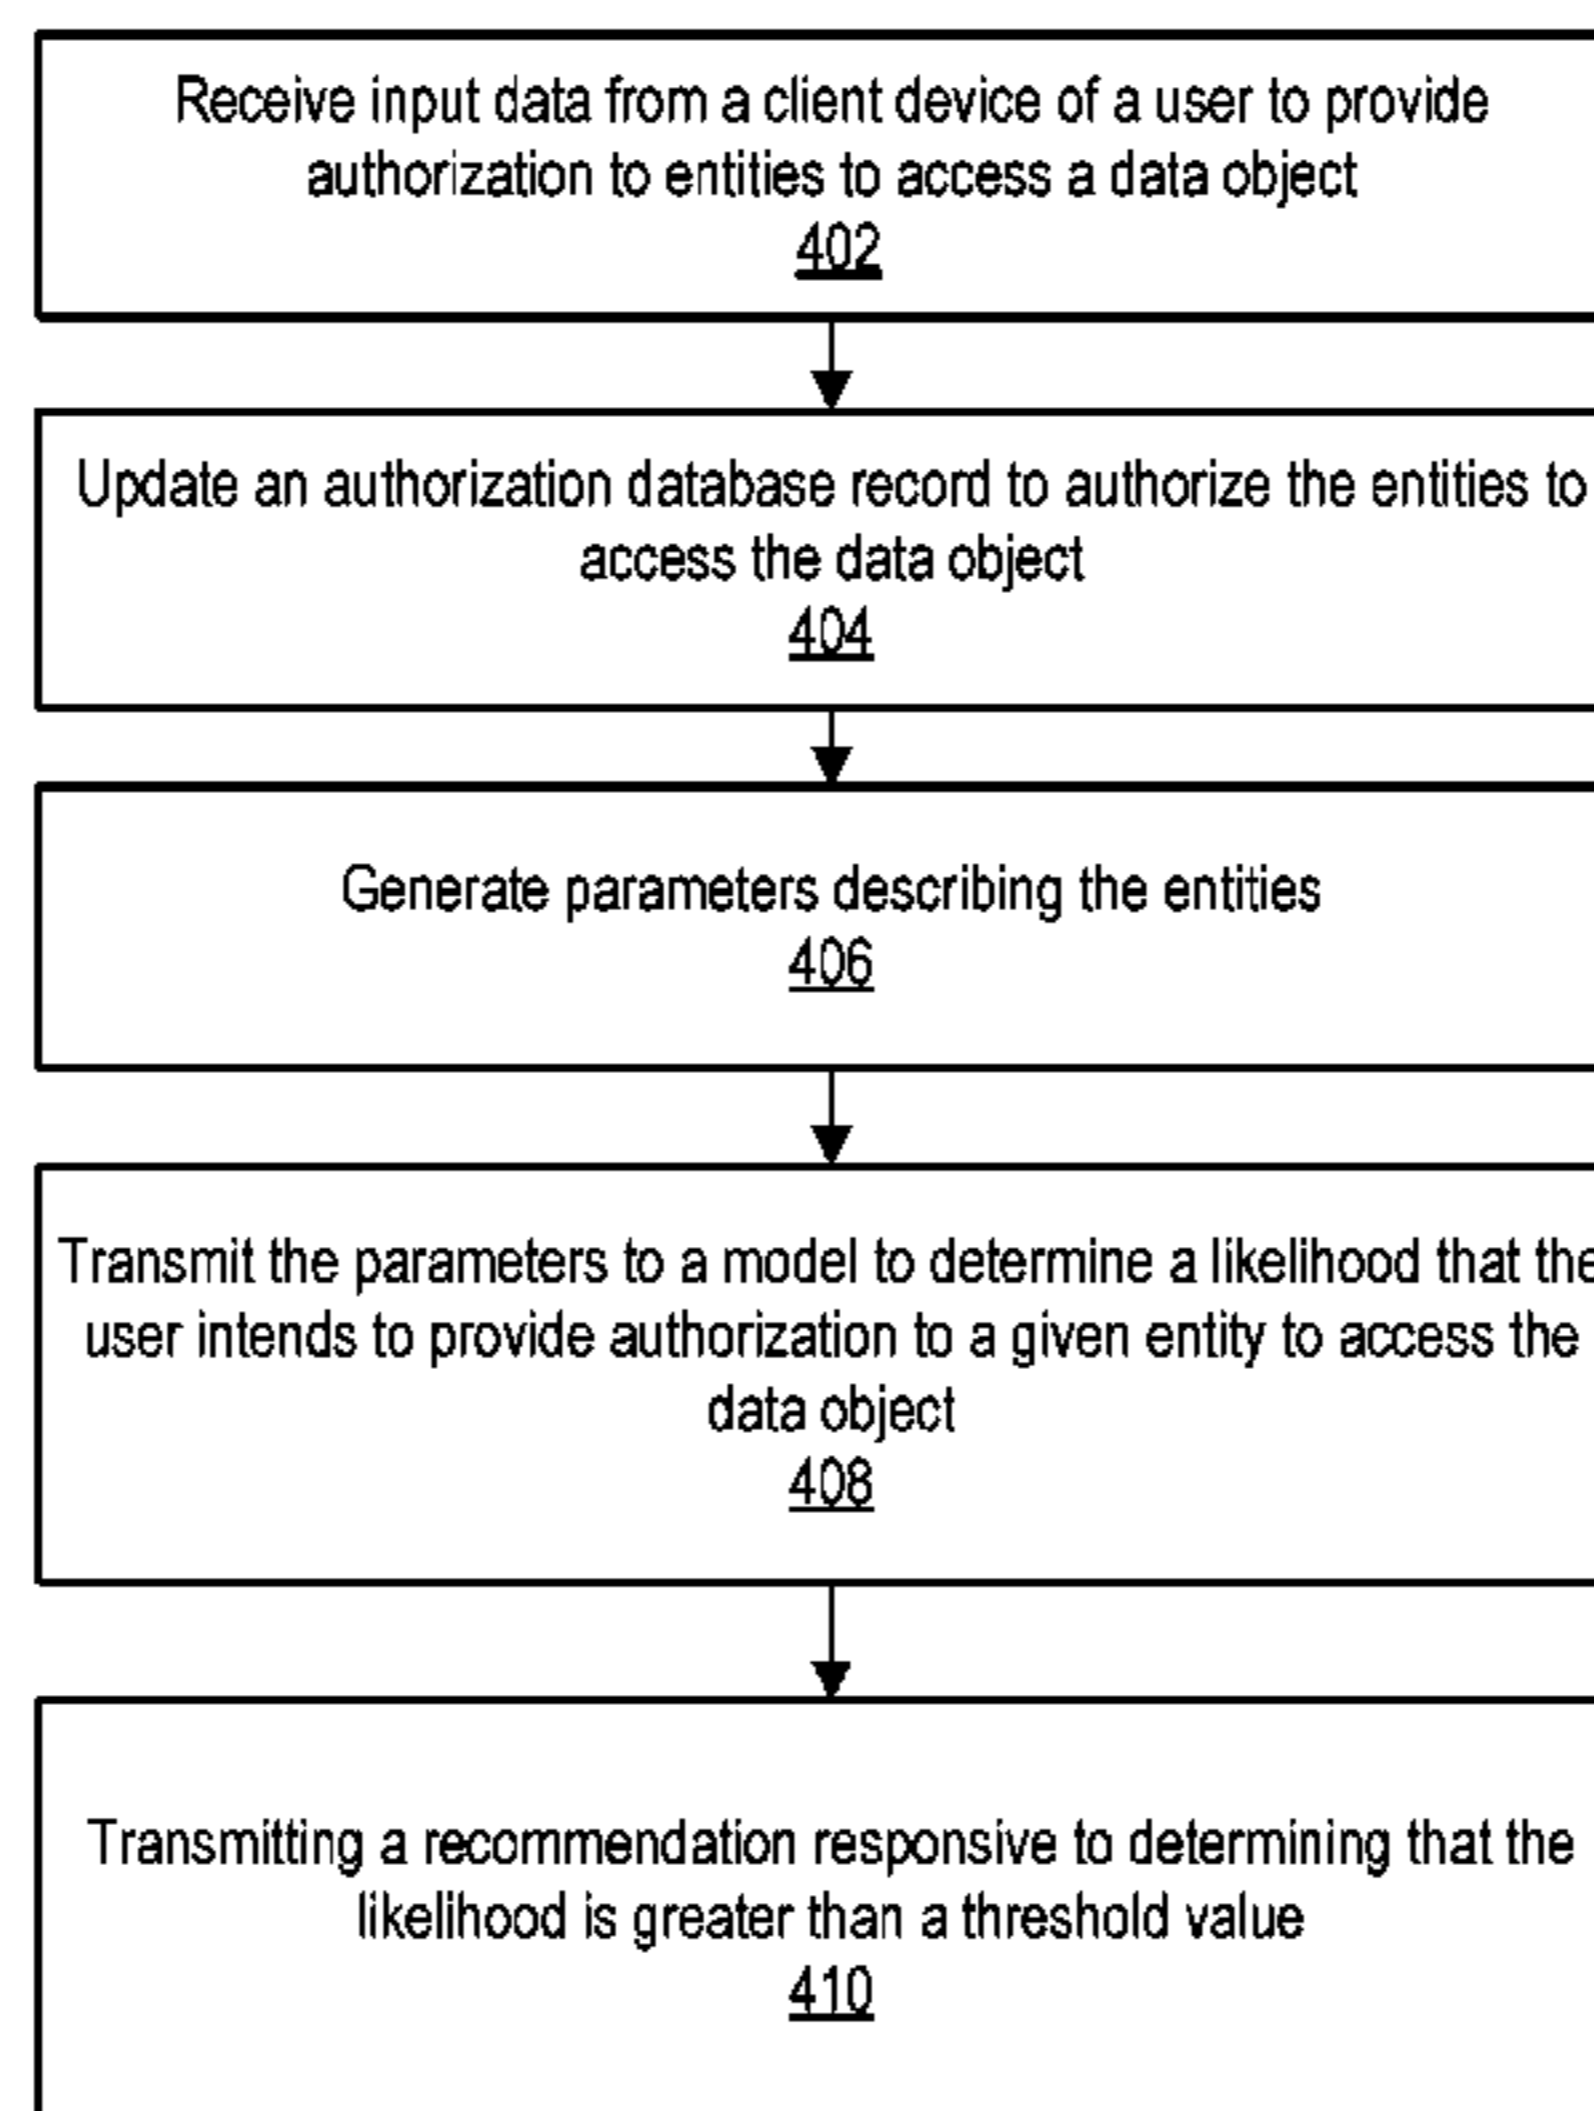 Receive input data from a client device of a user to provide
authorization to entities to access a data object
402
Update an authorization database record to authorize the entities to
access the data object
404
Generate parameters describing the entities
406
Transmit the parameters to a model to determine a likelihood that the
user intends to provide authorization to a given entity to access the
data object
408
Transmitting a recommendation responsive to determining that the
likelihood is greater than a threshold value
410